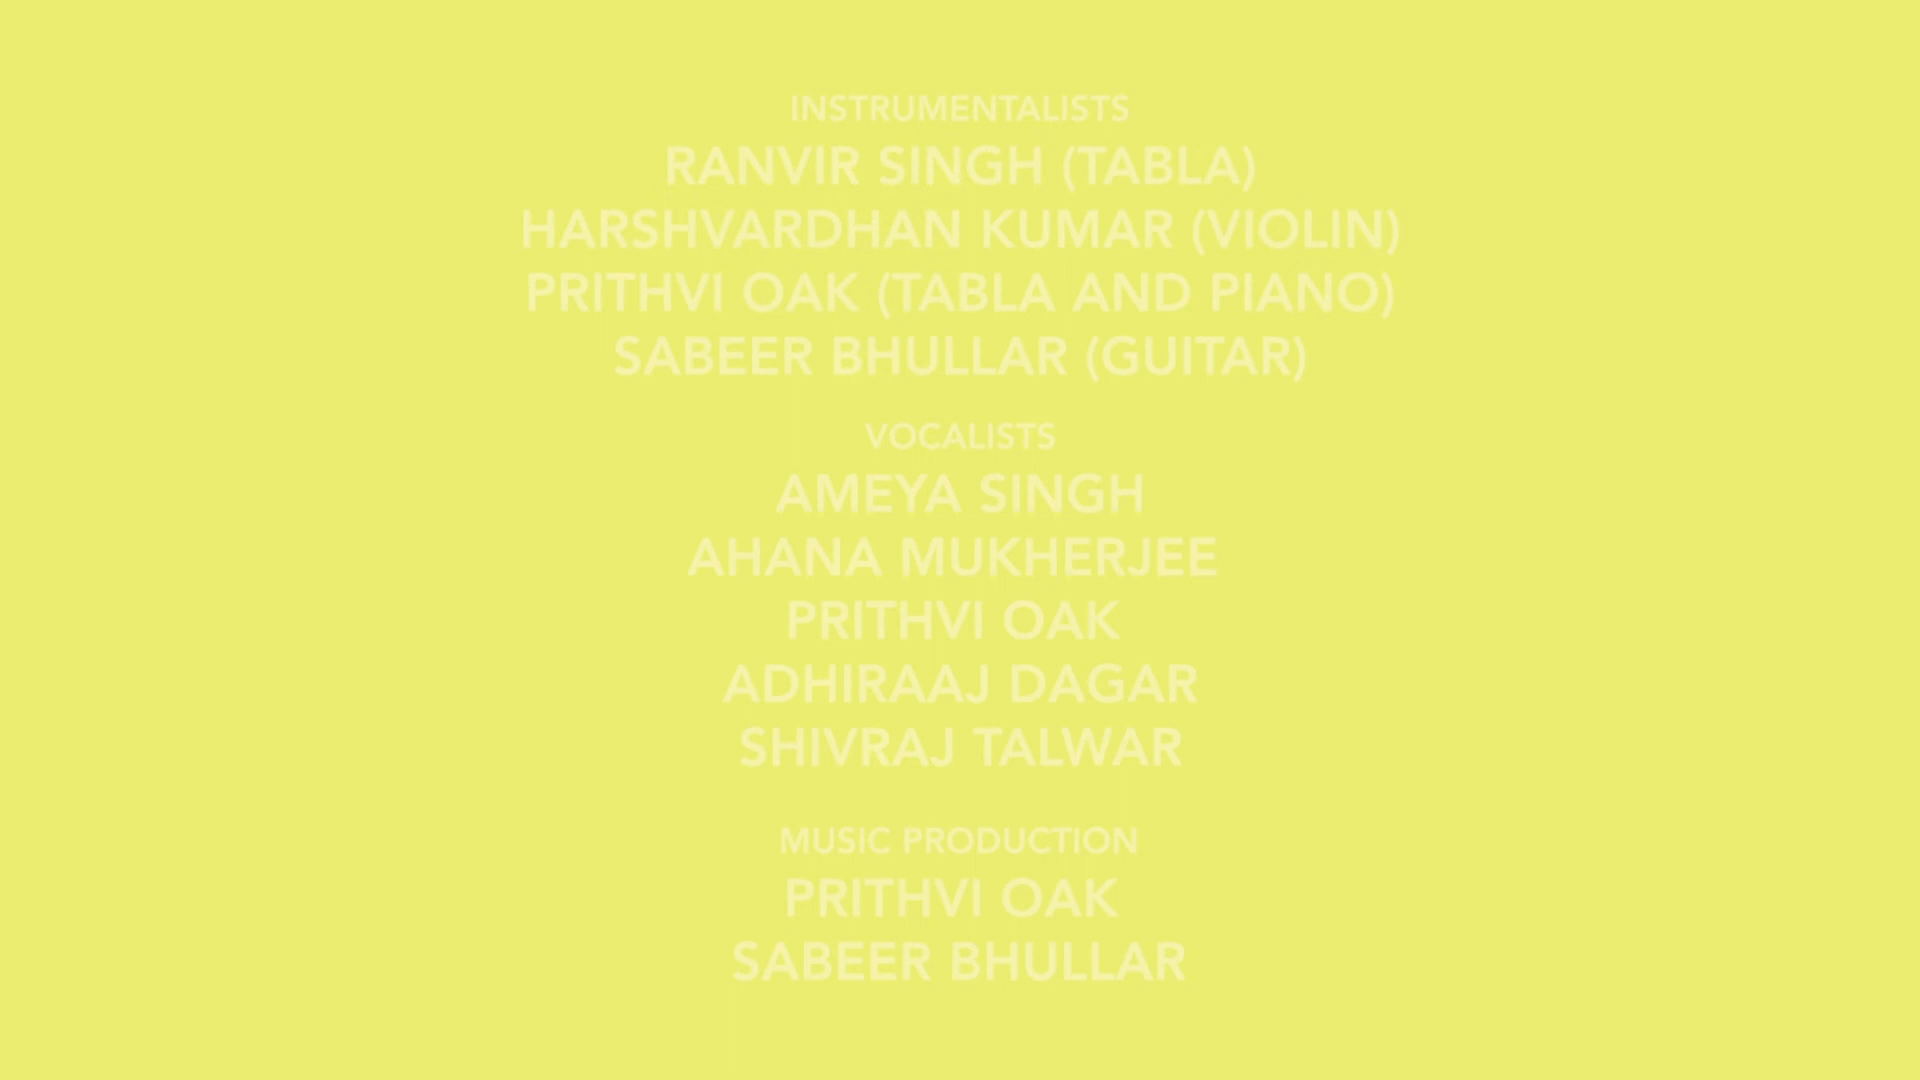 INSTRUMENTALISTS
RANVIR SINGH (TABLA)
HARSHVARDHAN KUMAR (VIOLIN)
PRITHVI OAK (TABLA AND PIANO)
SABEER BHULLAR (GUITAR)
VOCALISTS
AMEYA SINGH
AHANA MUKHERJEE
PRITHVI OAK
ADHIRAAJ DAGAR
SHIVRAJ TALWAR
MUSIC PRODUCTION
PRITHVI OAK
SABEER BHULLAR